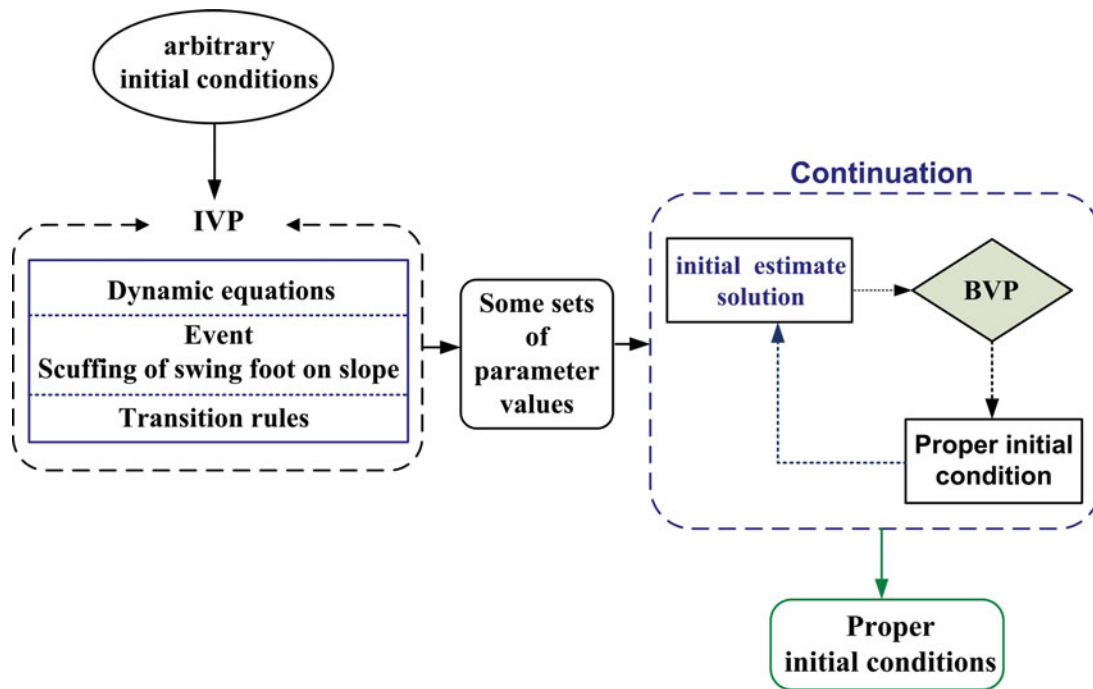 arbitrary
initial conditions
IVP
Dynamic equations
Event
Scuffing of swing foot on slope
Transition rules
Some sets
of
parameter
values
Continuation
initial estimate
solution
BVP
Proper initial
condition
Proper
initial conditions